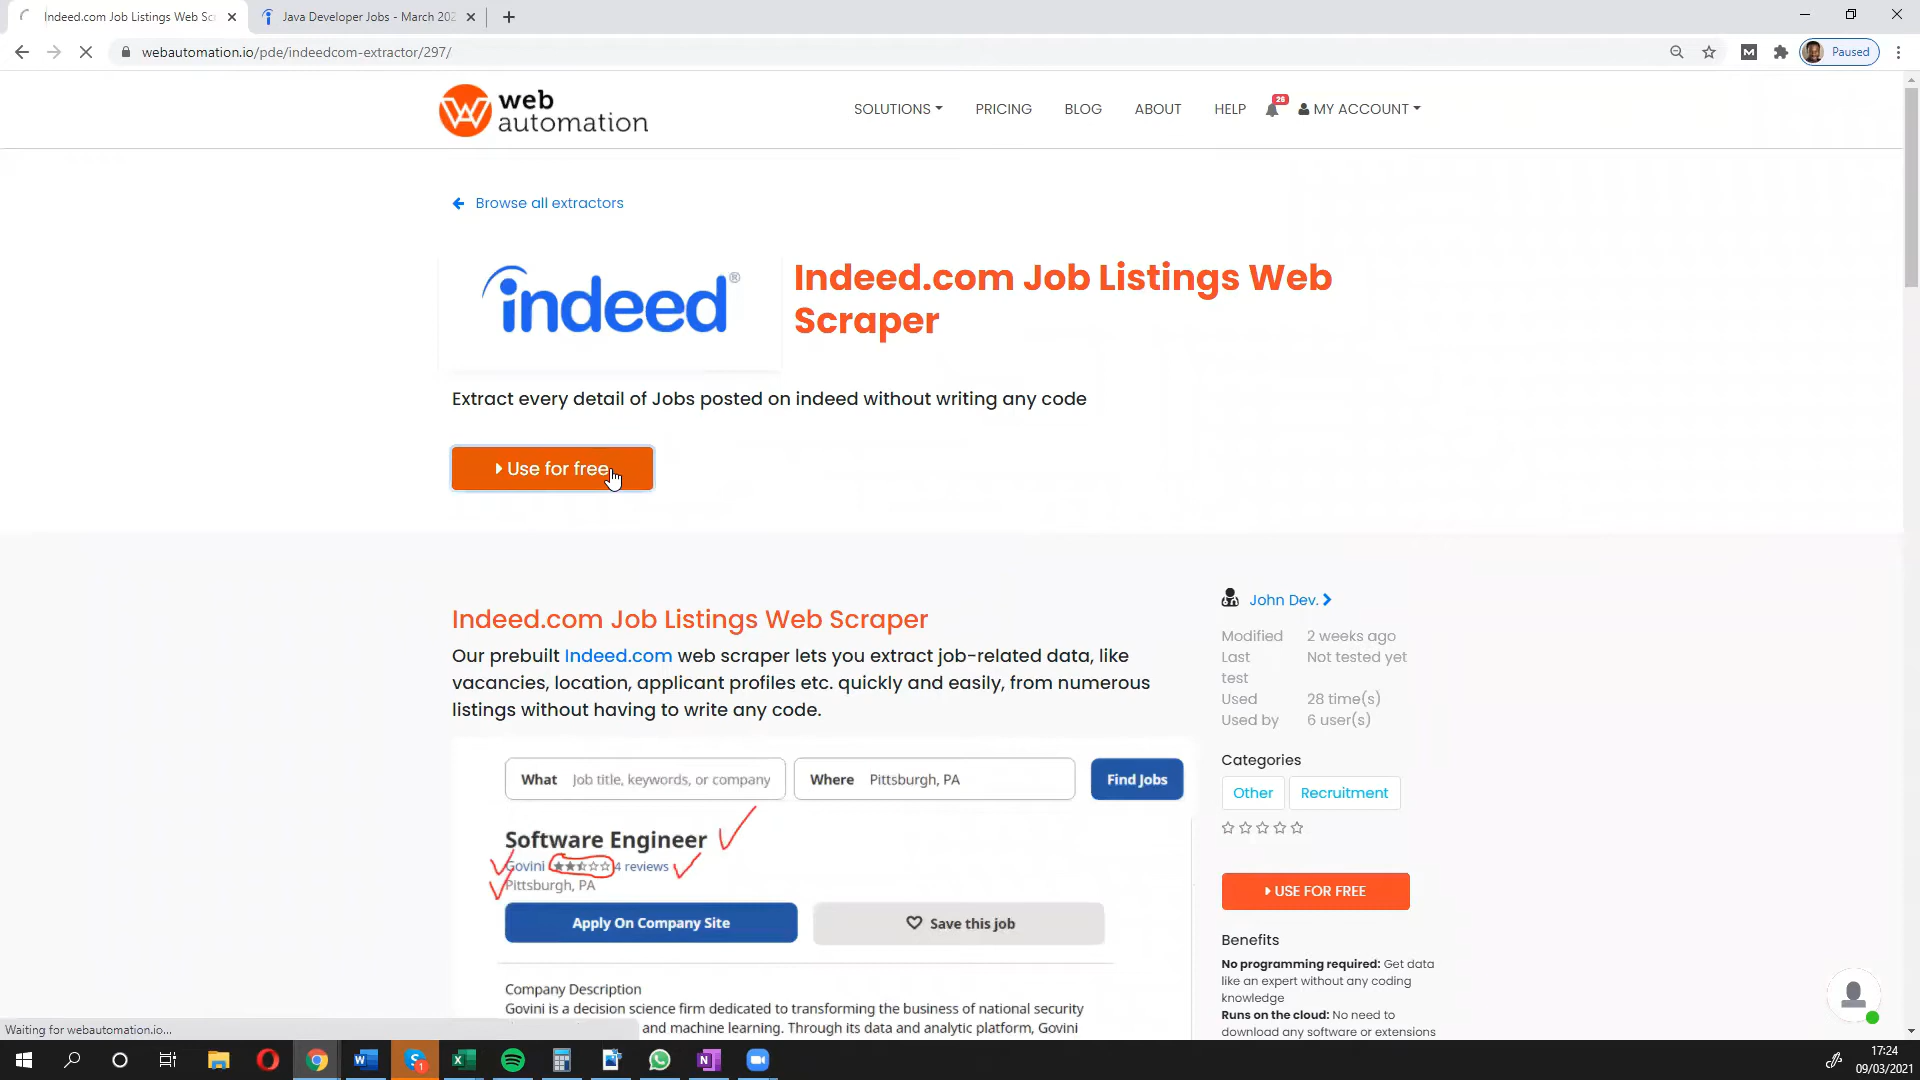 Indeed.com Job Listings Web Sc
Java Developer Jobs - March 202
webautomation.io/pde/indeedcom-extractor/297/
Paused
web
automation
SOLUTIONS
PRICING
BLOG
ABOUT
HELP
26
MY ACCOUNT
Browse all extractors
indeed®
Indeed.com Job Listings Web
Scraper
Extract every detail of Jobs posted on indeed without writing any code
Use for free
Indeed.com Job Listings Web Scraper
Our prebuilt Indeed.com web scraper lets you extract job-related data, like
vacancies, location, applicant profiles etc. quickly and easily, from numerous
listings without having to write any code.
What Job title, keywords, or company
Where Pittsburgh, PA
Find Jobs
Software Engineer
Govini
4 reviews
Pittsburgh, PA
Apply On Company Site
Save this job
Company Description
Govini is a decision science firm dedicated to transforming the business of national security
and machine learning. Through its data and analytic platform, Govini
John Dev.
Modified 2 weeks ago
Last Not tested yet
test
Used 28 time(s)
Used by 6 user(s)
Categories
Other
Recruitment
USE FOR FREE
Benefits
No programming required: Get data
like an expert without any coding
knowledge
Runs on the cloud: No need to
download any software or extensions
Waiting for webautomation.io...
17:24
09/03/2021